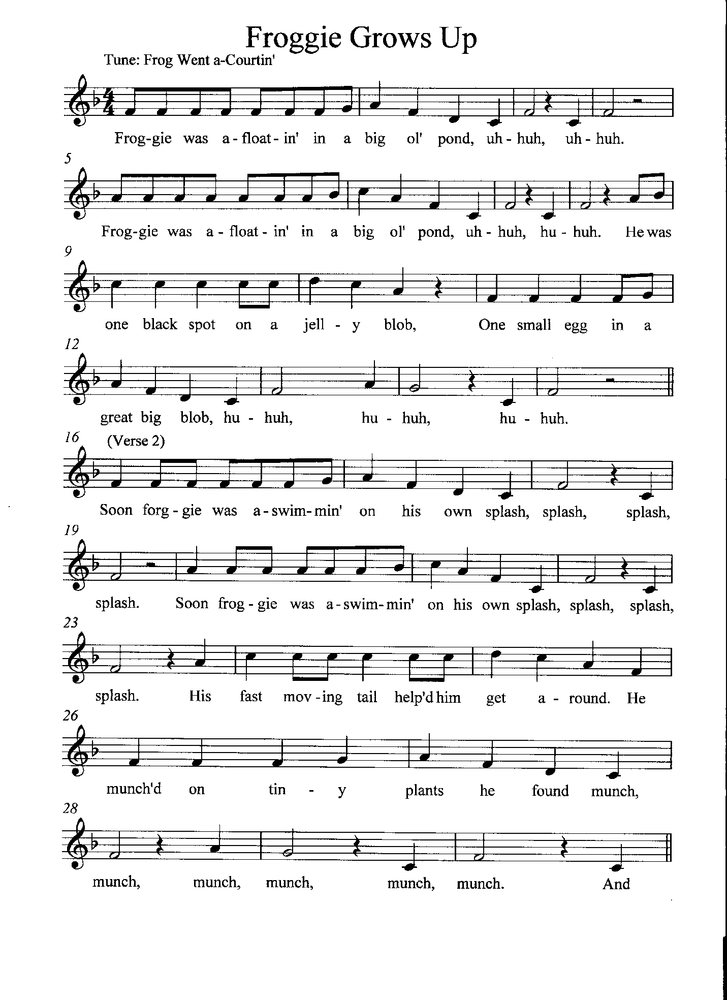 Froggie Grows Up
Tune: Frog Went a-Courtin'
4
4
Frog-gie was a-float-in' in a big ol' pond, uh-huh, uh-huh.
5
Frog-gie was a-float-in' in a big ol' pond, uh-huh, hu-huh. He was
9
one black spot on a jell-y blob, One small egg in a
12
great big blob, hu-huh, hu-huh, hu-huh.
16 (Verse 2)
Soon forg-gie was a-swim-min' on his own splash, splash, splash,
19
splash. Soon frog-gie was a-swim-min' on his own splash, splash, splash,
23
splash. His fast mov-ing tail help'd him get a-round. He
26
munch'd on tin-y plants he found munch,
28
munch, munch, munch, munch, munch. And